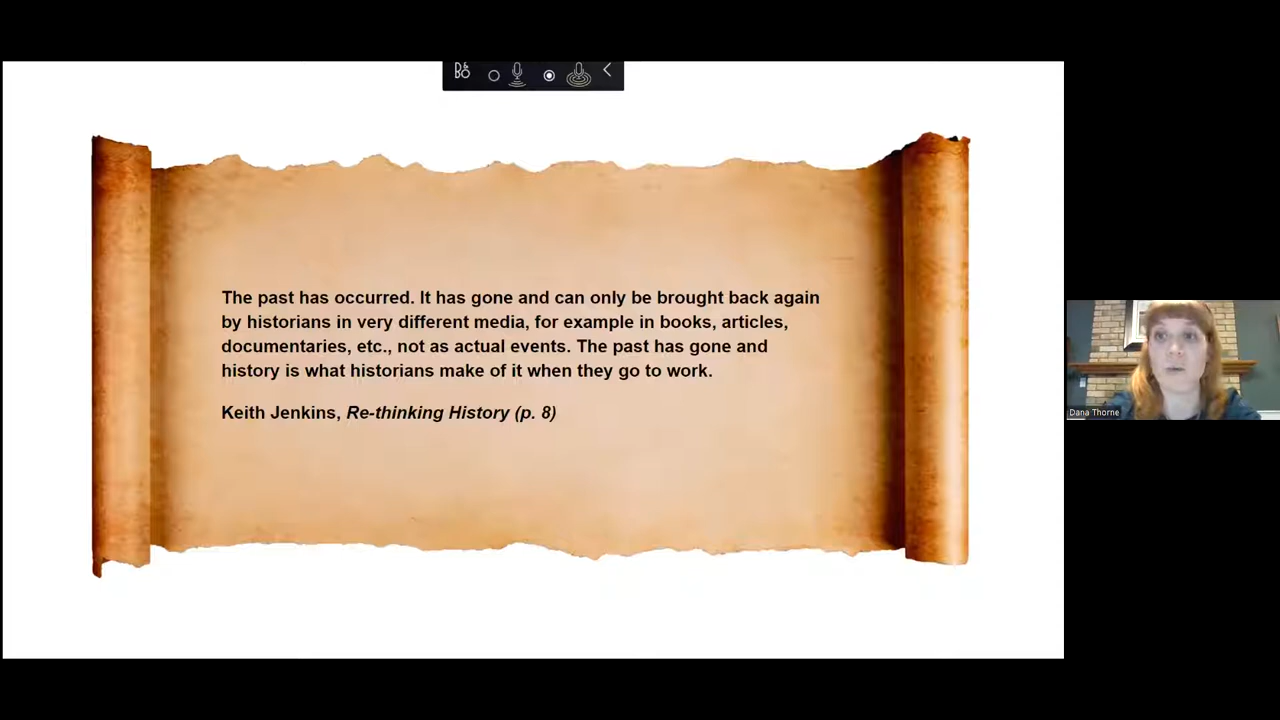 The past has occurred. It has gone and can only be brought back again
by historians in very different media, for example in books, articles,
documentaries, etc., not as actual events. The past has gone and
history is what historians make of it when they go to work.
Keith Jenkins, Re-thinking History (p. 8)
Dana Thorne